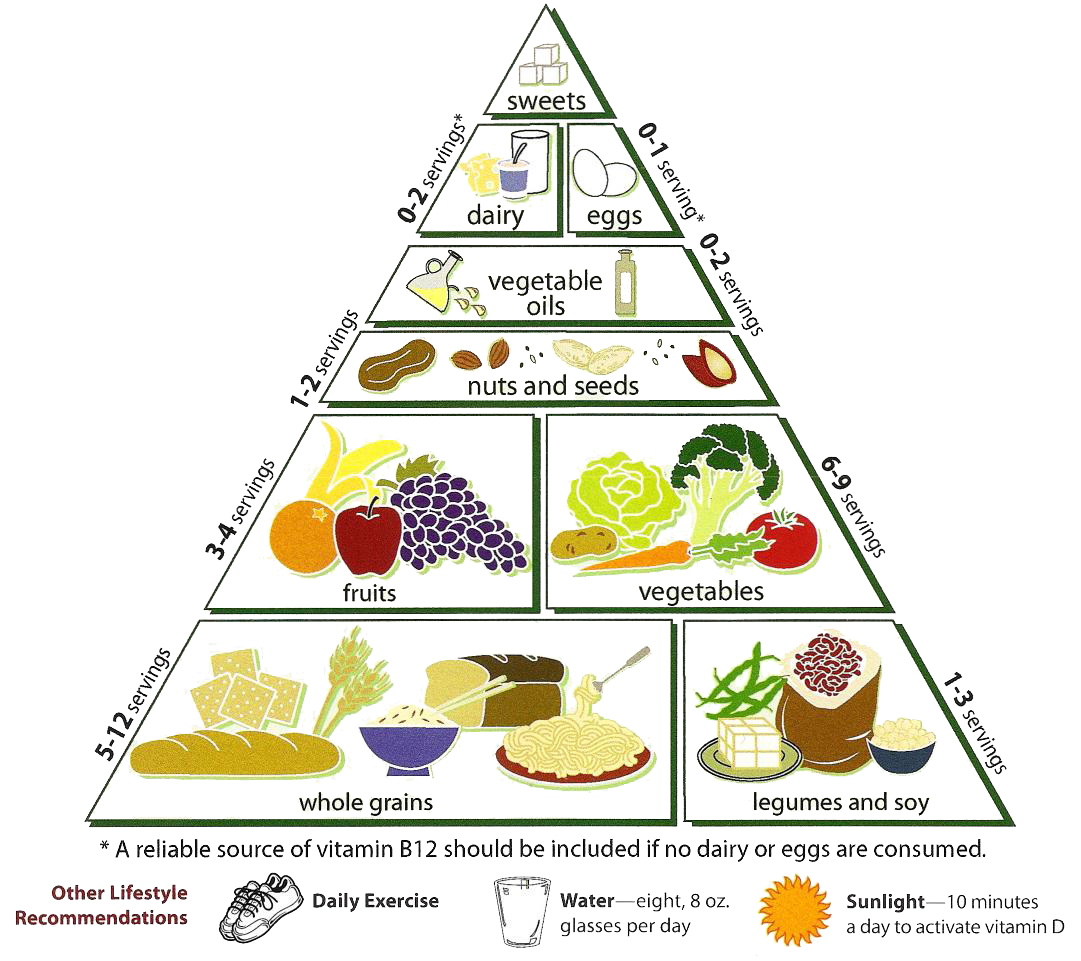 sweets
0-2 servings*
dairy
eggs
0-1 serving*
vegetable
oils
0-2 servings
1-2 servings
nuts and seeds
3-4 servings
fruits
vegetables
6-9 servings
5-12 servings
whole grains
legumes and soy
1-3 servings
* A reliable source of vitamin B12 should be included if no dairy or eggs are consumed.
Other Lifestyle
Recommendations
Daily Exercise
Water—eight, 8 oz.
glasses per day
Sunlight—10 minutes
a day to activate vitamin D